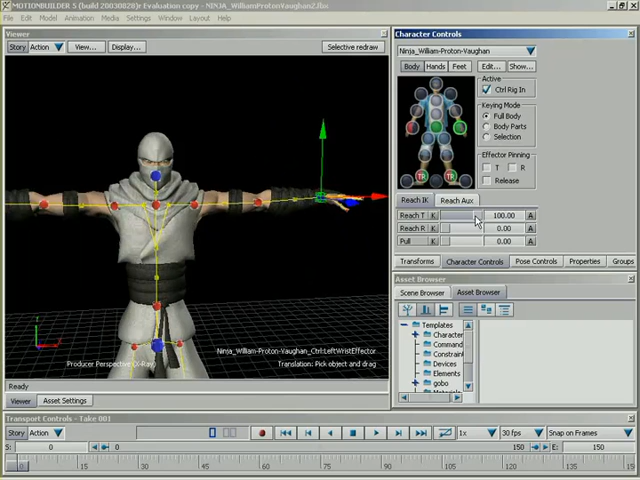 MOTIONBUILDER 5 (build 20030828) Evaluation copy - NINJA_WilliamProtonVaughan2.fbx
File Edit Model Animation Settings Window Layout Help
Viewer
Story Action View... Display... Selective redraw
Producer Perspective (X-Ray)
Ninja_William-Proton-Vaughan_Ctrl:LeftWristEffector
Translation: Pick object and drag
Ready
Viewer Asset Settings
Character Controls
Ninja_William-Proton-Vaughan
Body Hands Feet Edit... Show...
Active
Ctrl Rig In
Keying Mode
Full Body
Body Parts
Selection
Effector Pinning
T R
Release
TR TR
Reach IK Reach Aux
Reach T K 100.00 A
Reach R K 0.00 A
Pull K 0.00 A
Transforms Character Controls Pose Controls Properties Groups
Asset Browser
Scene Browser Asset Browser
Templates
Character
Command
Constraint
Devices
Elements
gobo
Transport Controls - Take 001
Story Action 1x 30 fps Snap on Frames
S: 0 0 150 E: 150
0 15 30 45 60 75 90 105 120 135